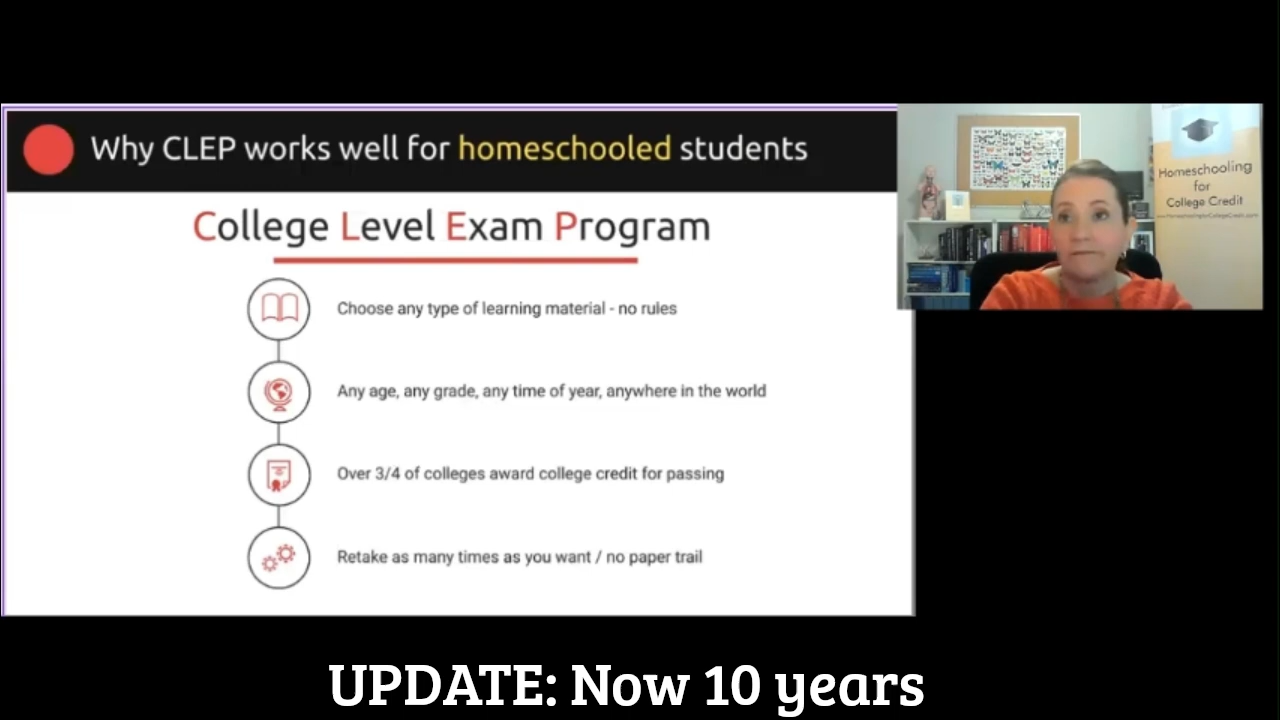 Why CLEP works well for homeschooled students
College Level Exam Program
Choose any type of learning material - no rules
Any age, any grade, any time of year, anywhere in the world
Over 3/4 of colleges award college credit for passing
Retake as many times as you want / no paper trail
Homeschooling
for
College Credit
www.HomeschoolingforCollegeCredit.com
UPDATE: Now 10 years